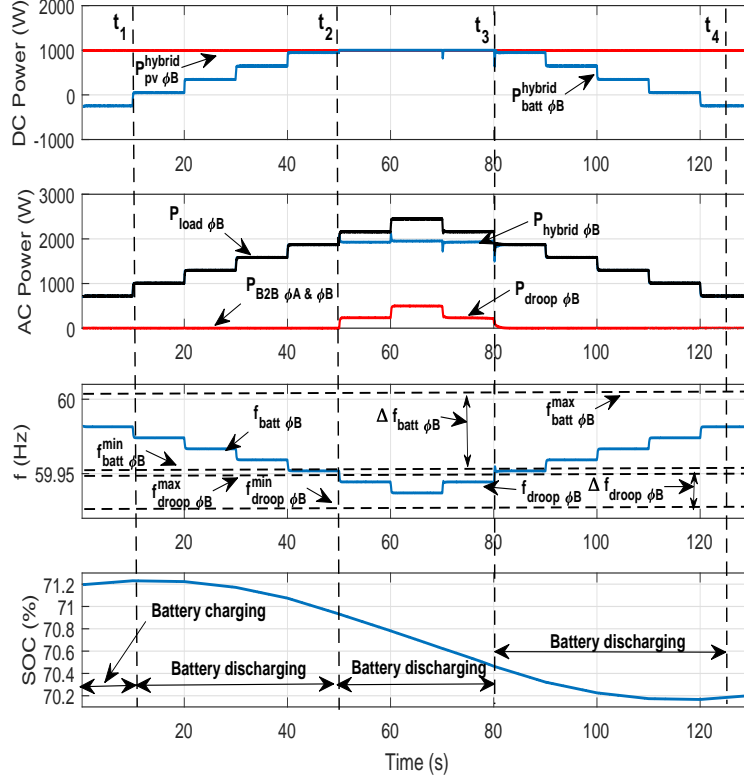 2000
1000
0
-1000
DC Power (W)
t1
t2
t3
t4
P hybrid pv ϕB
P hybrid batt ϕB
20
40
60
80
100
120
3000
2000
1000
0
AC Power (W)
P load ϕB
P hybrid ϕB
P B2B ϕA & ϕB
P droop ϕB
20
40
60
80
100
120
60
59.95
f (Hz)
f batt ϕB
Δ f batt ϕB
f max batt ϕB
f min batt ϕB
f max droop ϕB
f min droop ϕB
f droop ϕB
Δ f droop ϕB
20
40
60
80
100
120
71.2
71
70.8
70.6
70.4
70.2
SOC (%)
Battery charging
Battery discharging
Battery discharging
Battery discharging
20
40
60
80
100
120
Time (s)